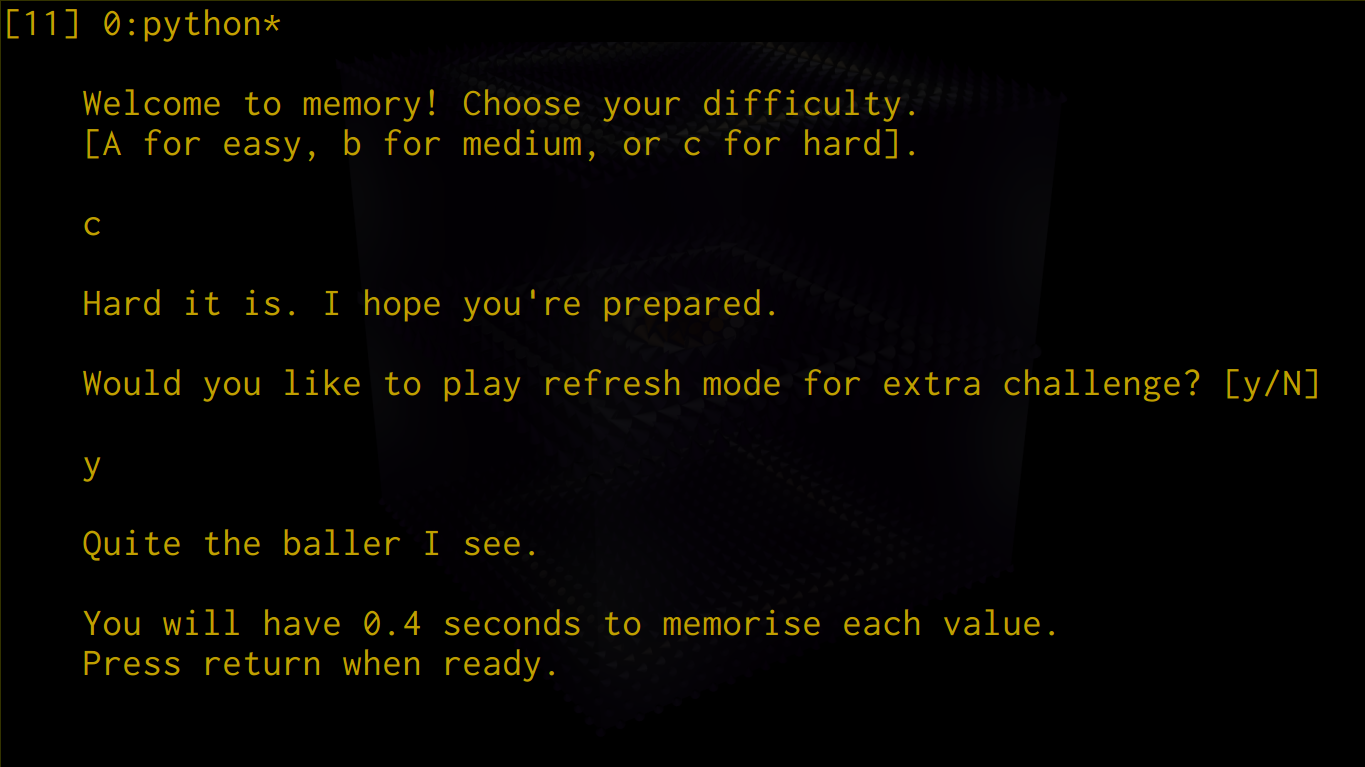 [11] 0:python*
Welcome to memory! Choose your difficulty.
[A for easy, b for medium, or c for hard].
c
Hard it is. I hope you're prepared.
Would you like to play refresh mode for extra challenge? [y/N]
y
Quite the baller I see.
You will have 0.4 seconds to memorise each value.
Press return when ready.